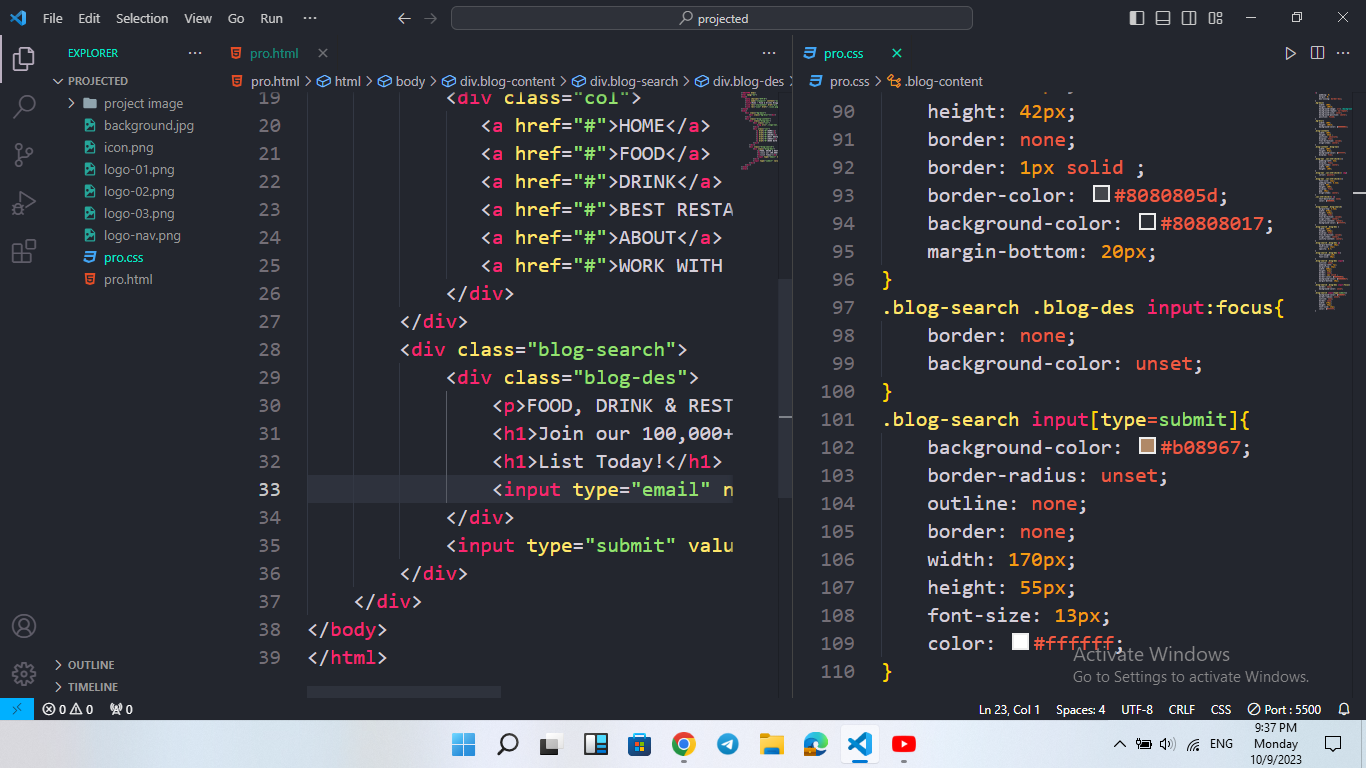 File Edit Selection View Go Run ··· projected
EXPLORER ···
PROJECTED
project image
background.jpg
icon.png
logo-01.png
logo-02.png
logo-03.png
logo-nav.png
pro.css
pro.html
OUTLINE
TIMELINE
pro.html
pro.html > html > body > div.blog-content > div.blog-search > div.blog-des
19 <div class="col">
20 <a href="#">HOME</a>
21 <a href="#">FOOD</a>
22 <a href="#">DRINK</a>
23 <a href="#">BEST RESTA
24 <a href="#">ABOUT</a>
25 <a href="#">WORK WITH
26 </div>
27 </div>
28 <div class="blog-search">
29 <div class="blog-des">
30 <p>FOOD, DRINK & REST
31 <h1>Join our 100,000+
32 <h1>List Today!</h1>
33 <input type="email" n
34 </div>
35 <input type="submit" valu
36 </div>
37 </div>
38 </body>
39 </html>
pro.css
pro.css > .blog-content
90 height: 42px;
91 border: none;
92 border: 1px solid ;
93 border-color: #8080805d;
94 background-color: #80808017;
95 margin-bottom: 20px;
96 }
97 .blog-search .blog-des input:focus{
98 border: none;
99 background-color: unset;
100 }
101 .blog-search input[type=submit]{
102 background-color: #b08967;
103 border-radius: unset;
104 outline: none;
105 border: none;
106 width: 170px;
107 height: 55px;
108 font-size: 13px;
109 color: #ffffff;
110 }
Activate Windows
Go to Settings to activate Windows.
0 0 0 Ln 23, Col 1 Spaces: 4 UTF-8 CRLF CSS Port : 5500
ENG
9:37 PM
Monday
10/9/2023